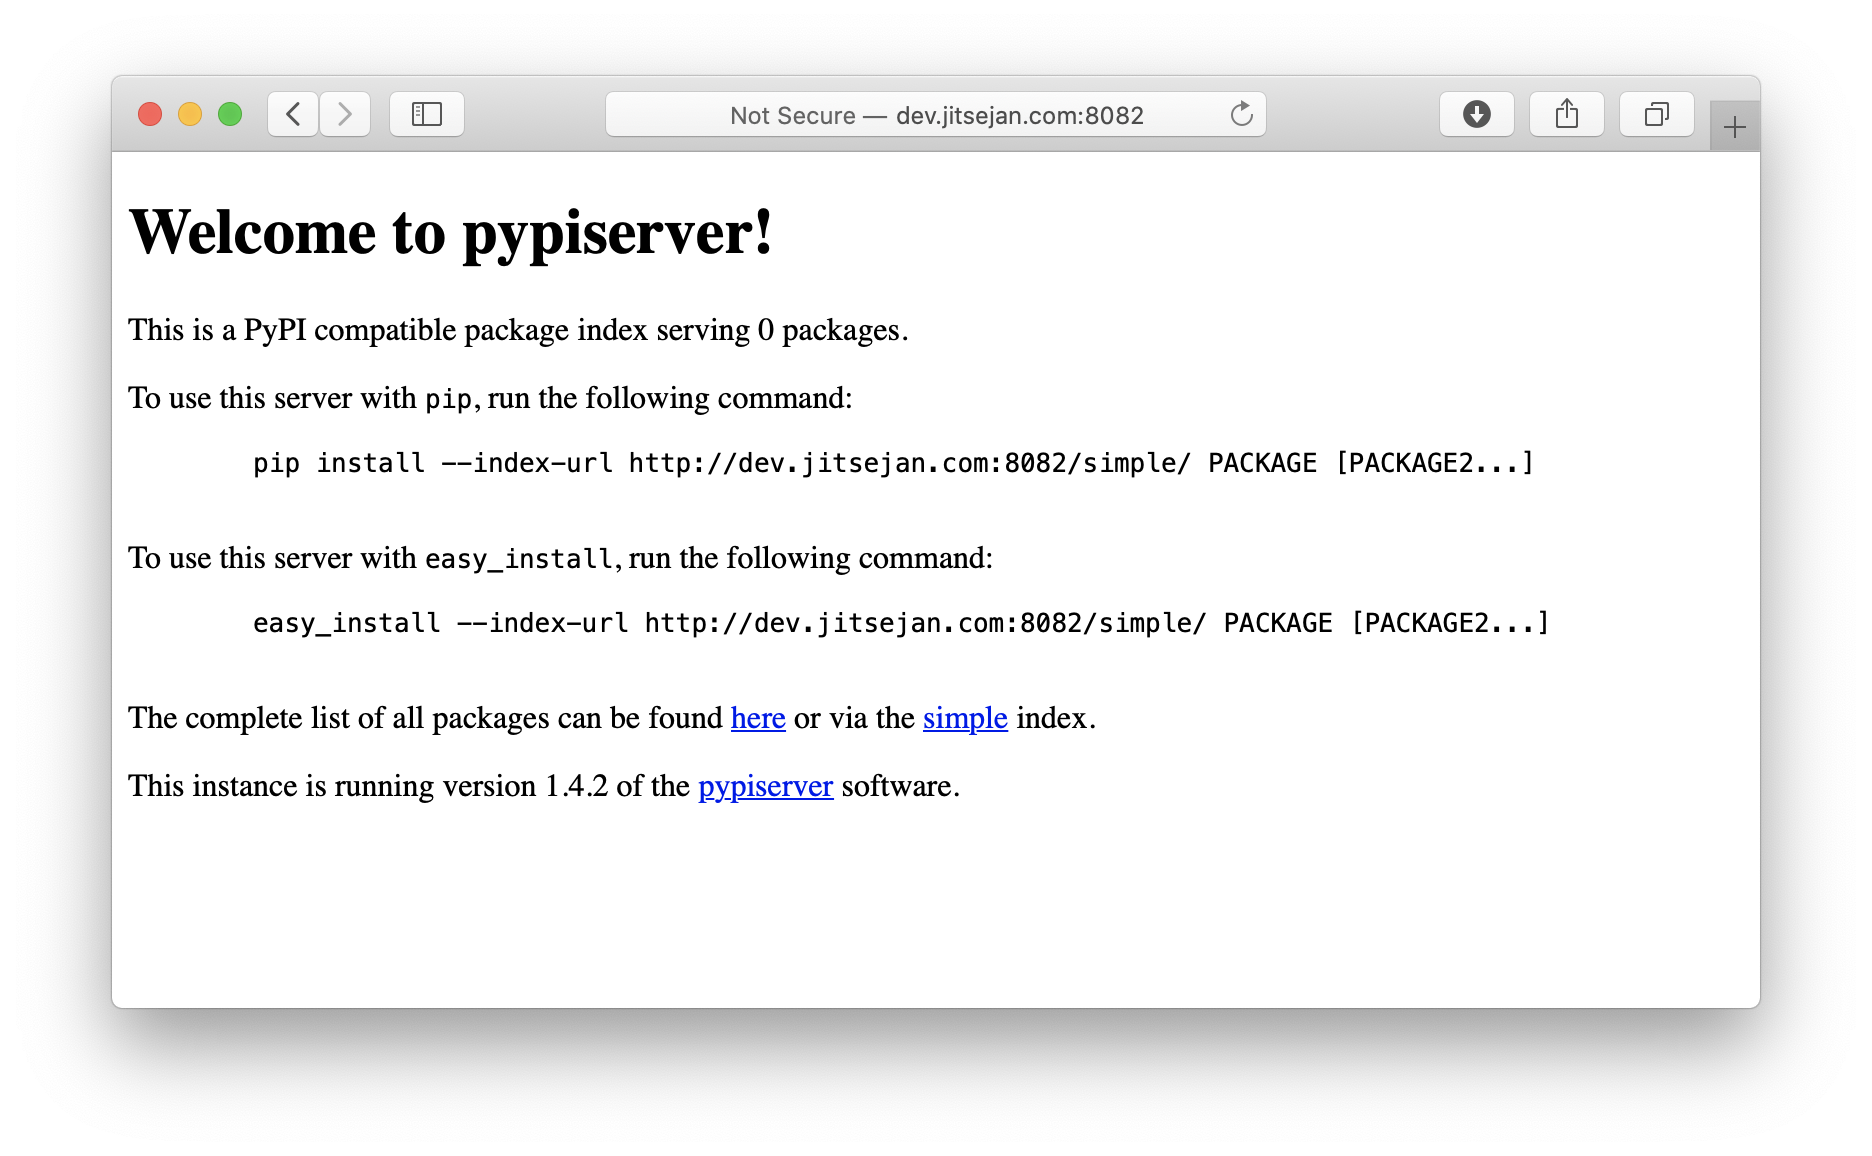 Not Secure — dev.jitsejan.com:8082
Welcome to pypiserver!
This is a PyPI compatible package index serving 0 packages.
To use this server with pip, run the following command:
pip install --index-url http://dev.jitsejan.com:8082/simple/ PACKAGE [PACKAGE2...]
To use this server with easy_install, run the following command:
easy_install --index-url http://dev.jitsejan.com:8082/simple/ PACKAGE [PACKAGE2...]
The complete list of all packages can be found here or via the simple index.
This instance is running version 1.4.2 of the pypiserver software.